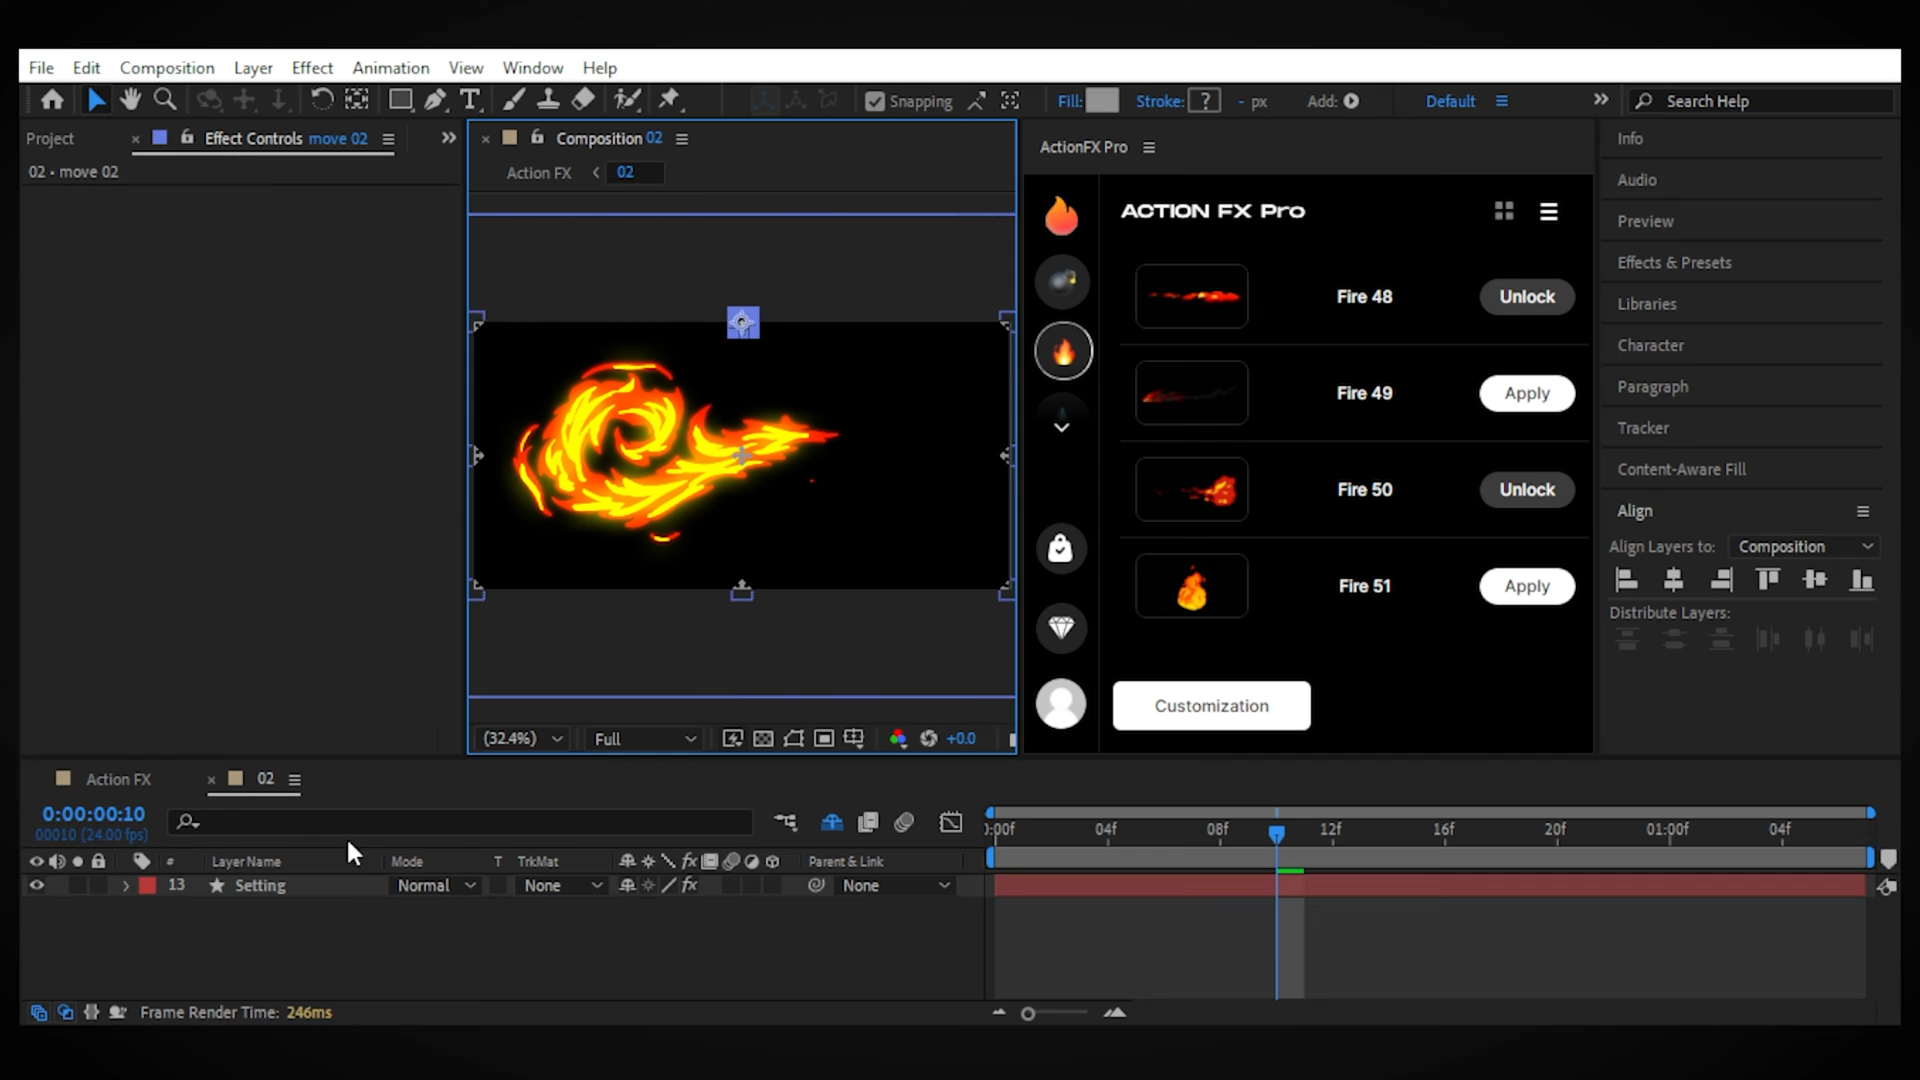 File Edit Composition Layer Effect Animation View Window Help
Snapping Fill: Stroke: ? - px Add: Default Search Help
Project Effect Controls move 02
02 • move 02
Composition 02
Action FX 02
(32.4%) Full +0.0
ActionFX Pro
ACTION FX Pro
Fire 48 Unlock
Fire 49 Apply
Fire 50 Unlock
Fire 51 Apply
Customization
Info
Audio
Preview
Effects & Presets
Libraries
Character
Paragraph
Tracker
Content-Aware Fill
Align
Align Layers to: Composition
Distribute Layers:
Action FX 02
0:00:00:10
00010 (24.00 fps)
:00f 04f 08f 12f 16f 20f 01:00f 04f
# Layer Name Mode T TrkMat fx Parent & Link
13 Setting Normal None fx None
Frame Render Time: 246ms